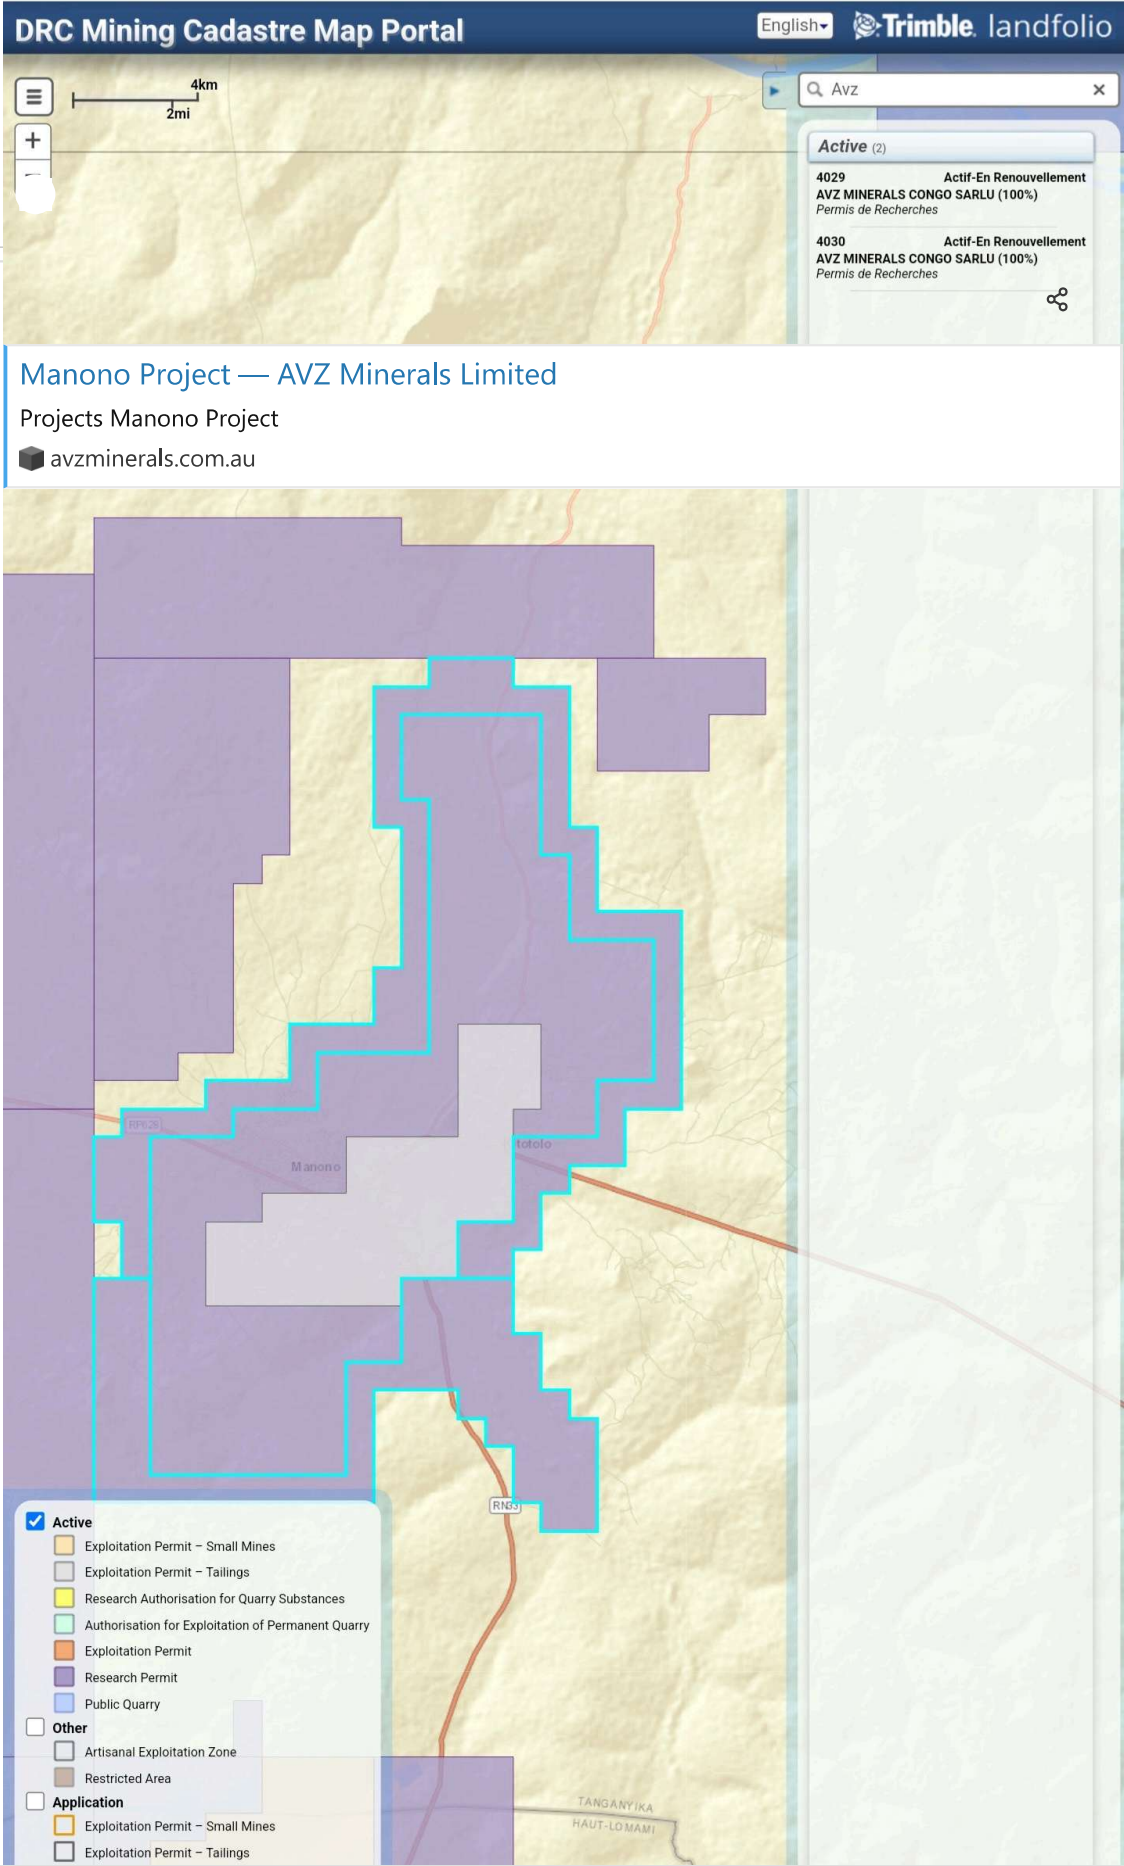 DRC Mining Cadastre Map Portal
English
Trimble. landfolio
4km
2mi
Avz
Active (2)
4029 Actif-En Renouvellement
AVZ MINERALS CONGO SARLU (100%)
Permis de Recherches
4030 Actif-En Renouvellement
AVZ MINERALS CONGO SARLU (100%)
Permis de Recherches
Manono Project — AVZ Minerals Limited
Projects Manono Project
avzminerals.com.au
RP628
totolo
Manono
RN33
Active
Exploitation Permit – Small Mines
Exploitation Permit – Tailings
Research Authorisation for Quarry Substances
Authorisation for Exploitation of Permanent Quarry
Exploitation Permit
Research Permit
Public Quarry
Other
Artisanal Exploitation Zone
Restricted Area
Application
Exploitation Permit – Small Mines
Exploitation Permit – Tailings
TANGANYIKA
HAUT-LOMAMI